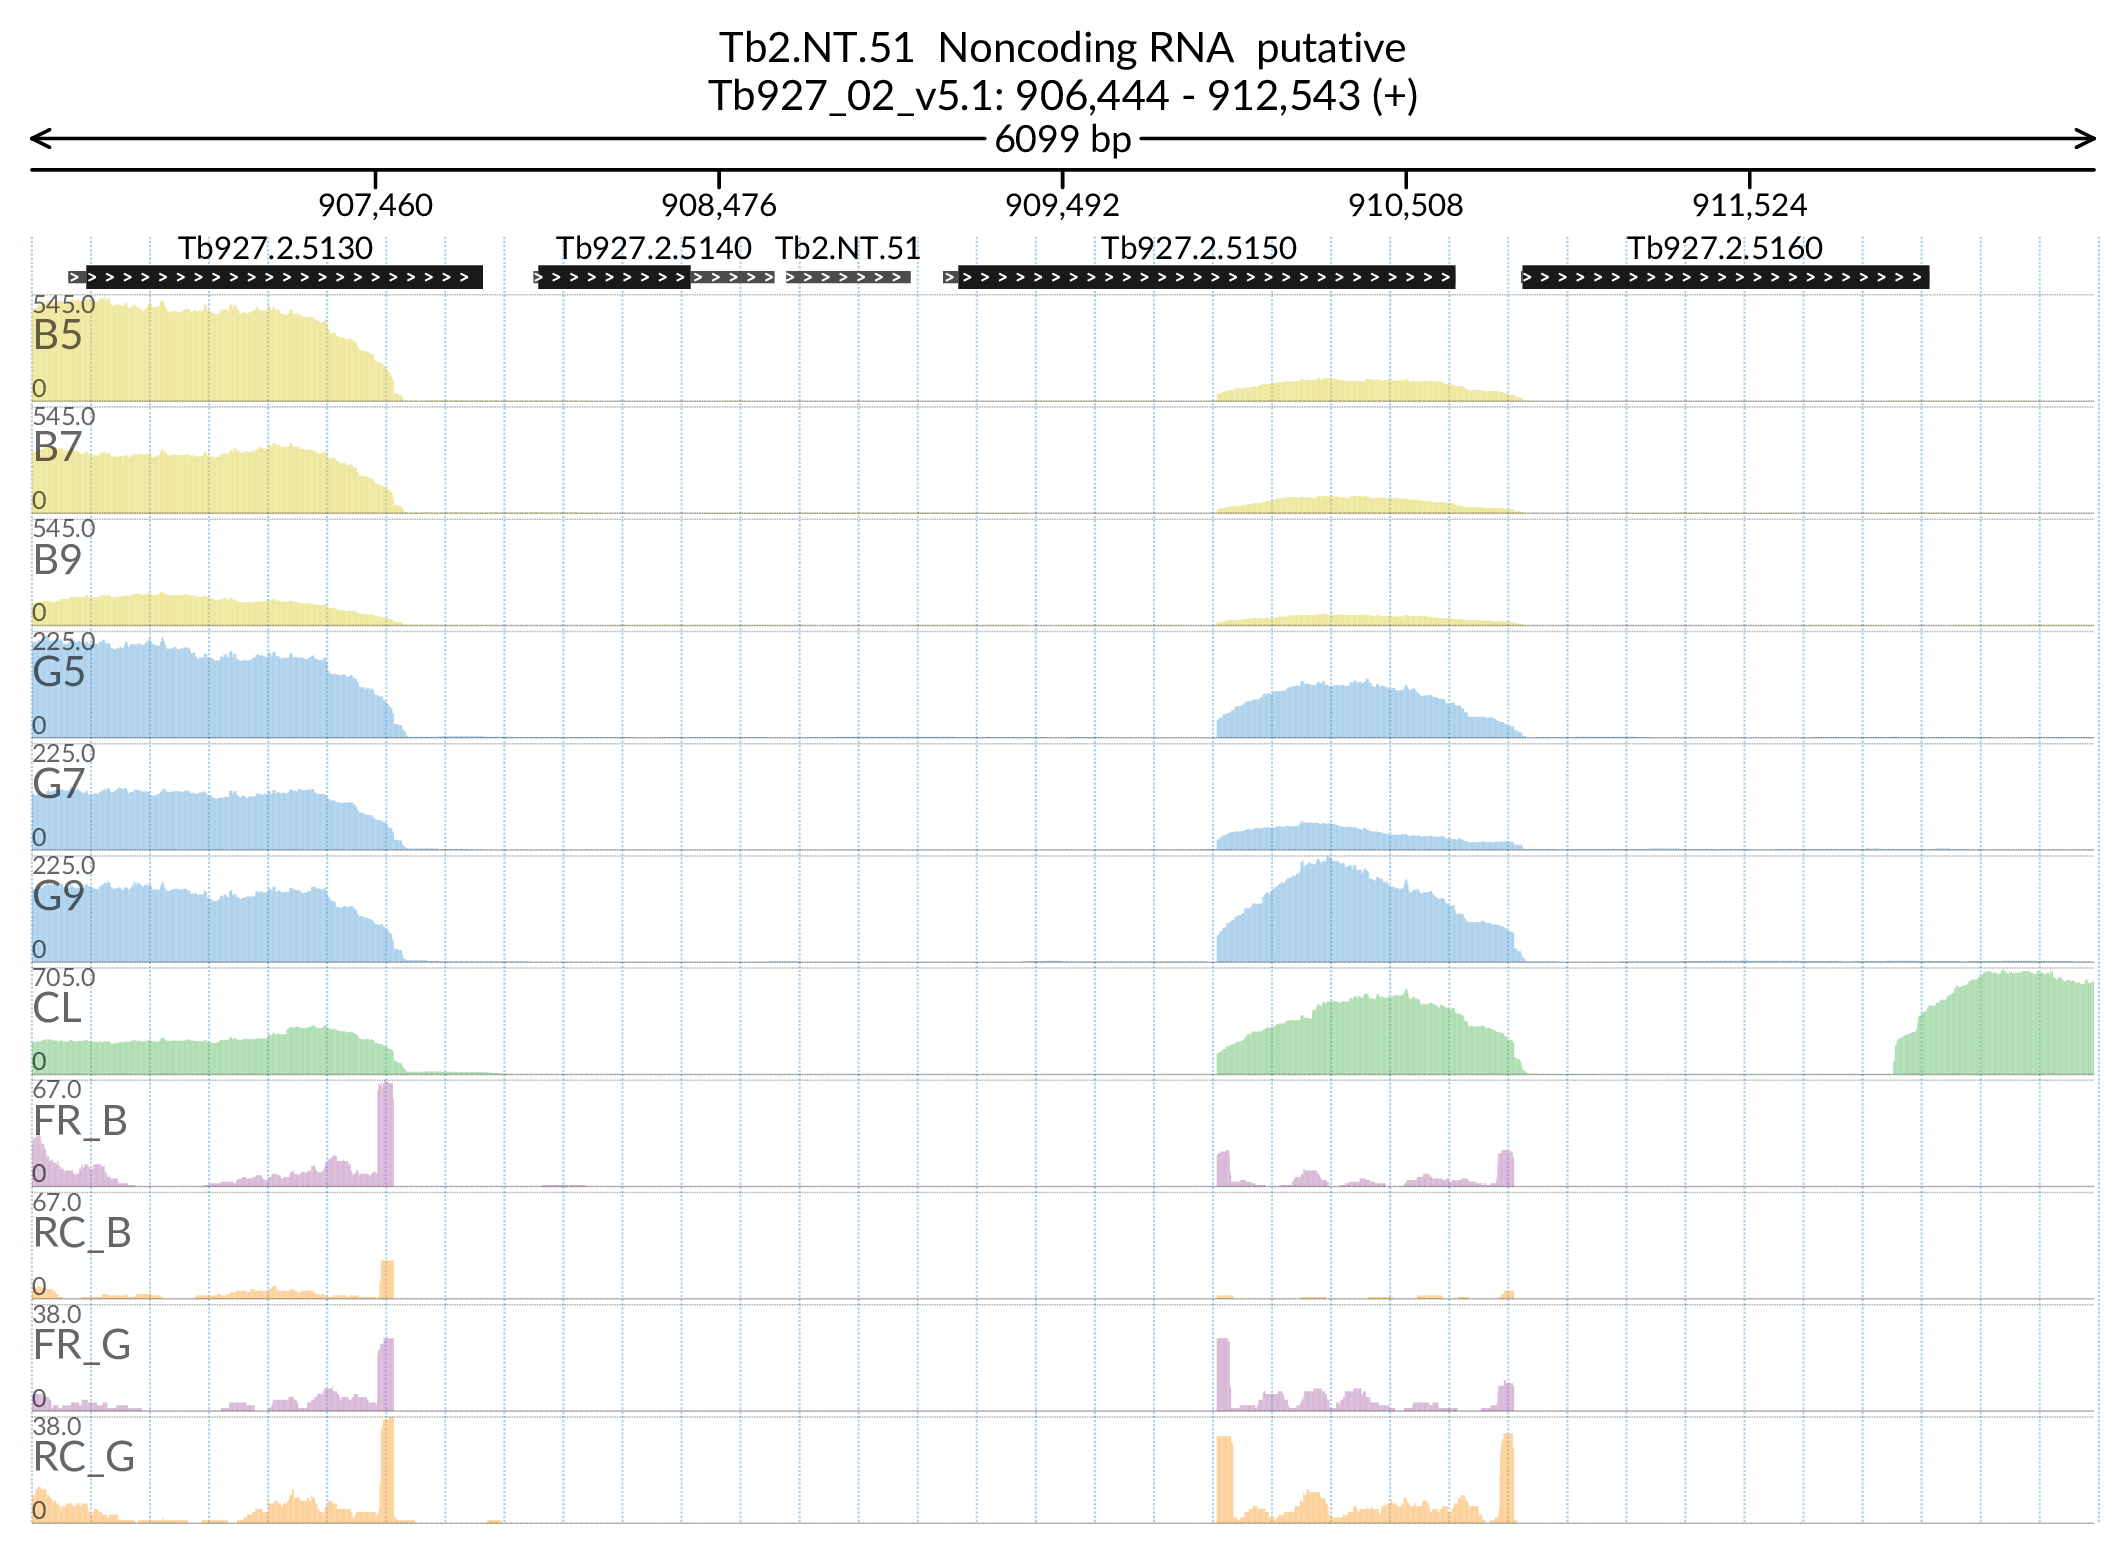 Tb2.NT.51  Noncoding RNA  putative
Tb927_02_v5.1: 906,444 - 912,543 (+)
6099 bp
907,460 908,476 909,492 910,508 911,524
Tb927.2.5130 Tb927.2.5140 Tb2.NT.51 Tb927.2.5150 Tb927.2.5160
545.0
B5
0
545.0
B7
0
545.0
B9
0
225.0
G5
0
225.0
G7
0
225.0
G9
0
705.0
CL
0
67.0
FR_B
0
67.0
RC_B
0
38.0
FR_G
0
38.0
RC_G
0